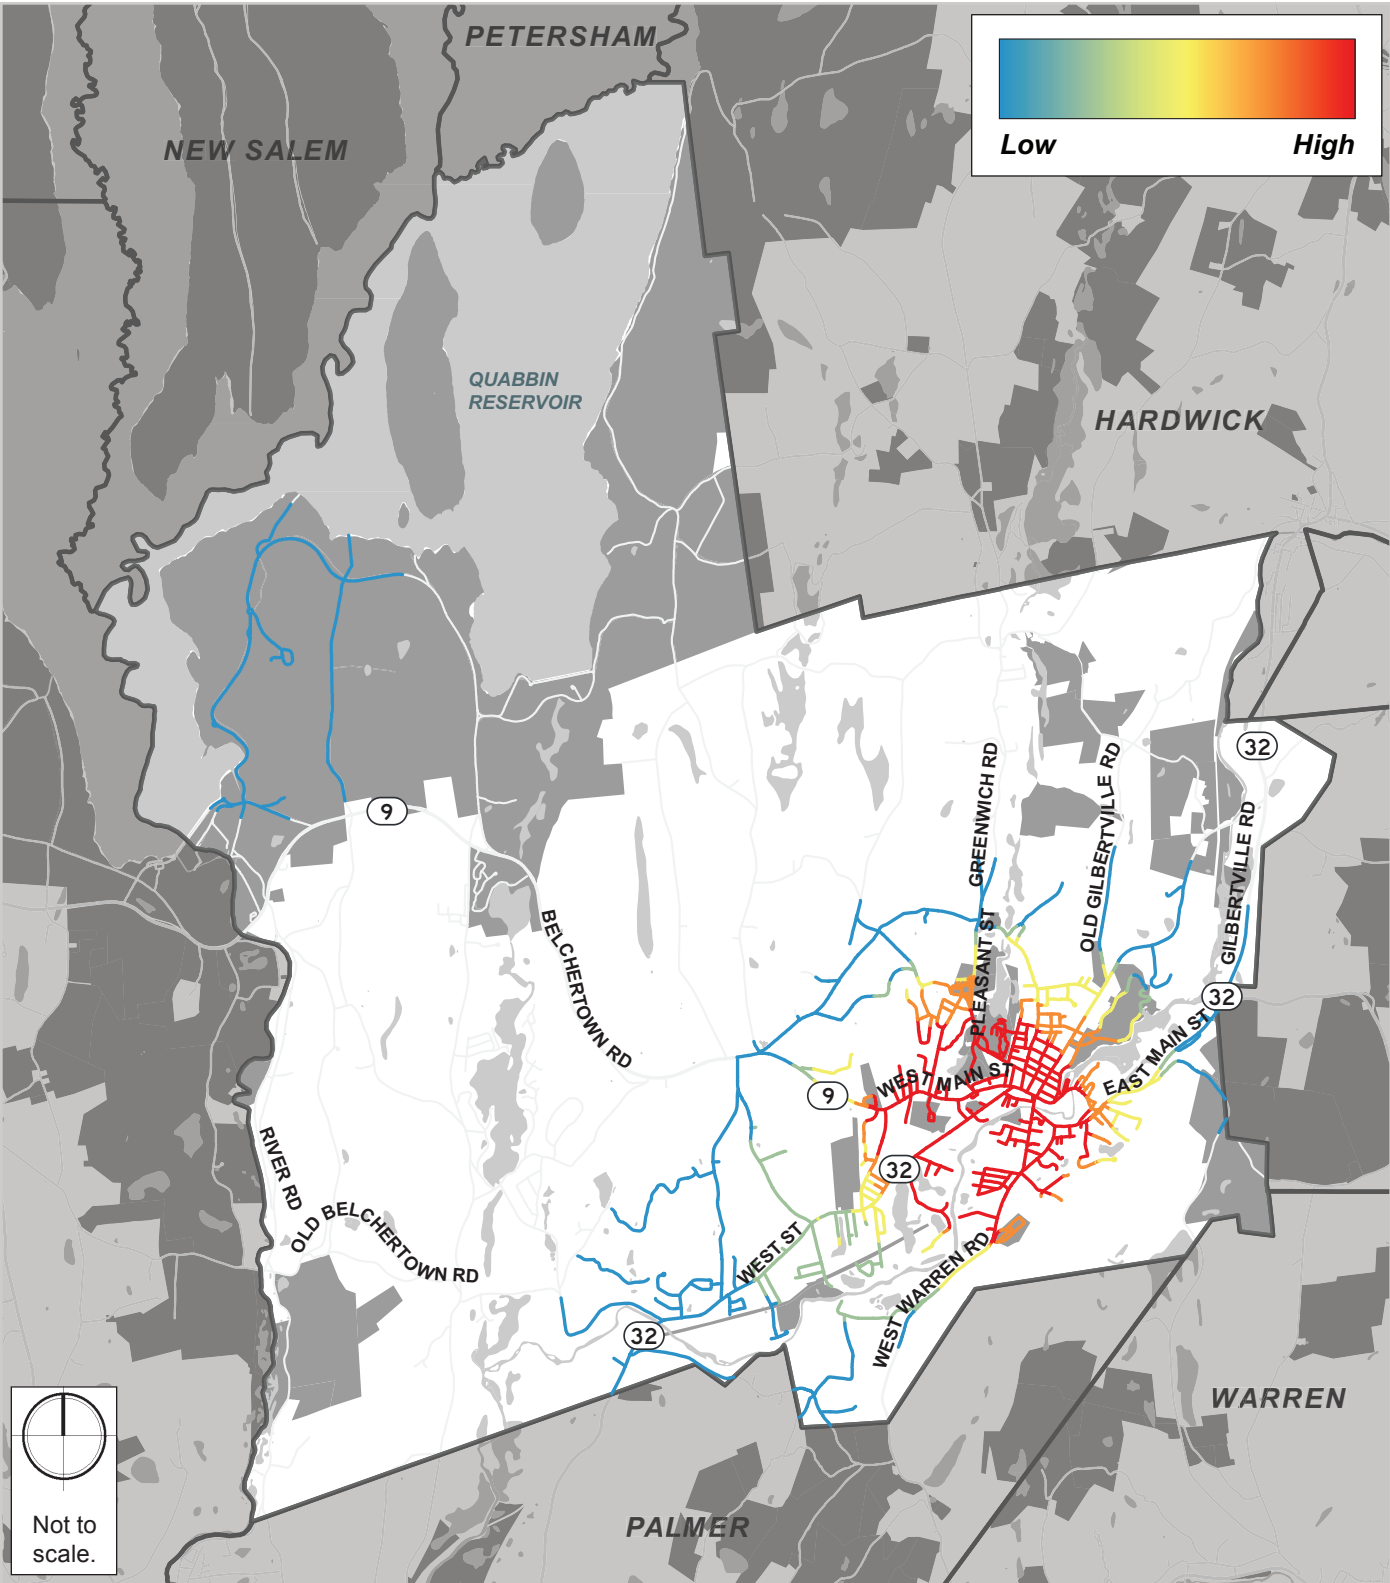 PETERSHAM
NEW SALEM
Low
High
QUABBIN
RESERVOIR
HARDWICK
32
9
GREENWICH RD
OLD GILBERTVILLE RD
GILBERTVILLE RD
BELCHERTOWN RD
PLEASANT ST
32
EAST MAIN ST
WEST MAIN ST
9
32
RIVER RD
OLD BELCHERTOWN RD
WEST ST
WEST WARREN RD
32
WARREN
PALMER
Not to
scale.